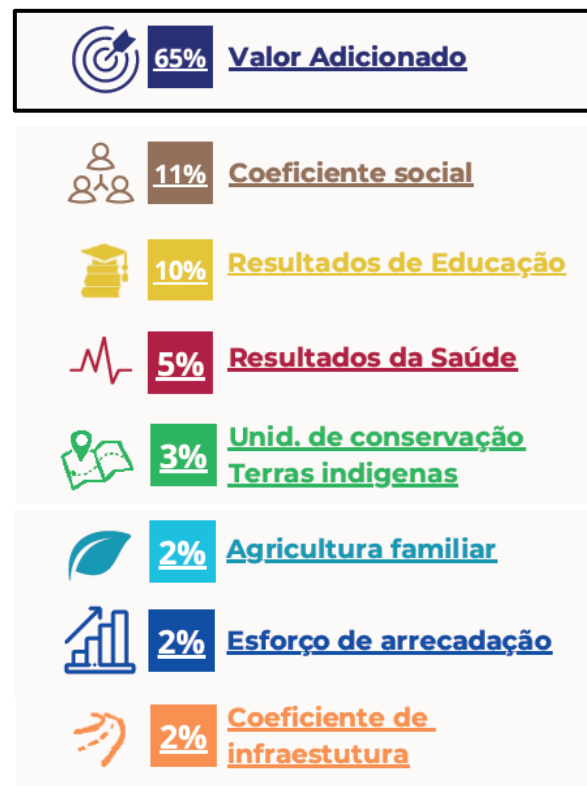 65% Valor Adicionado
11% Coeficiente social
10% Resultados de Educação
5% Resultados da Saúde
3% Unid. de conservação
Terras indigenas
2% Agricultura familiar
2% Esforço de arrecadação
2% Coeficiente de
infraestutura